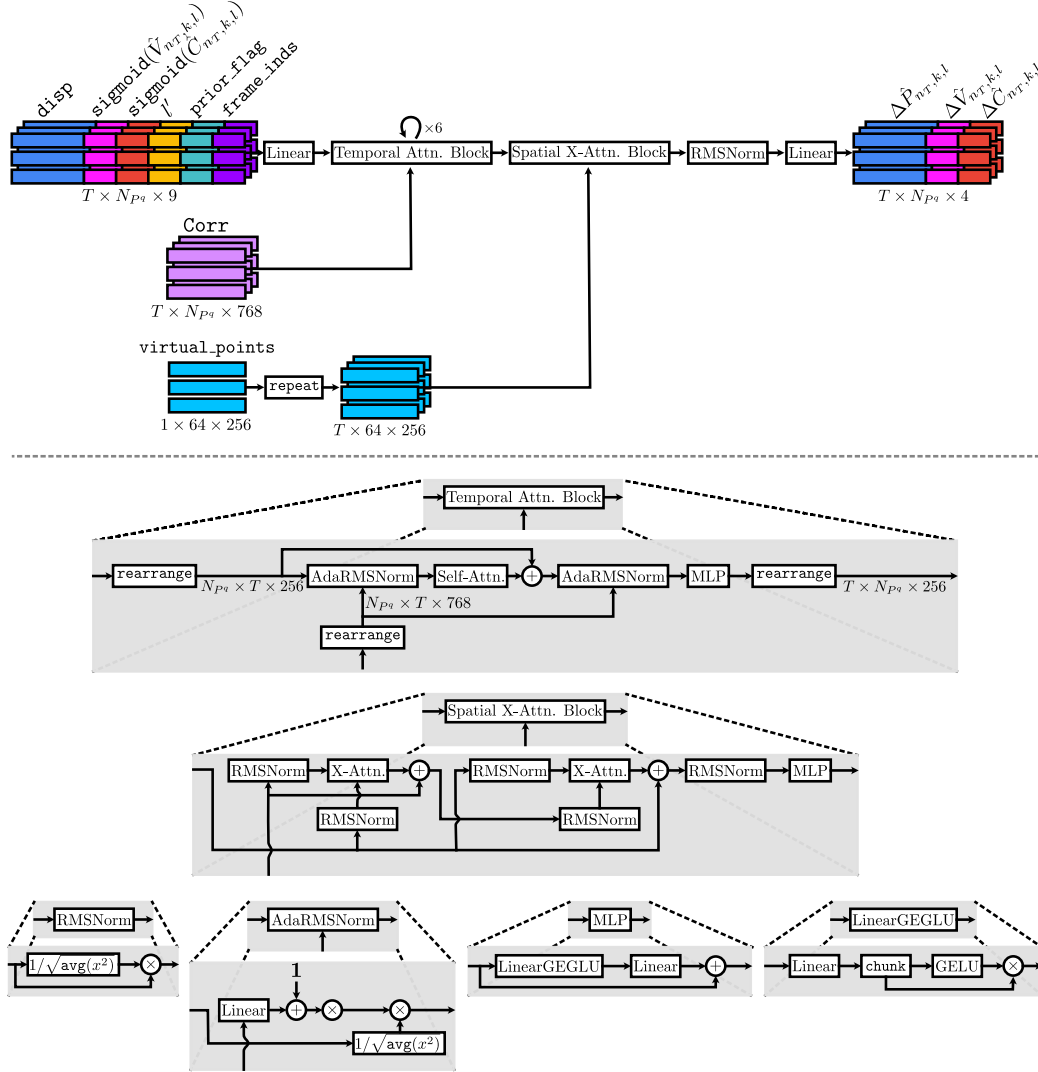 disp sigmoid(V̂_{n_T,k,l}) sigmoid(Ĉ_{n_T,k,l}) l′ prior_flag frame_inds
ΔP̂_{n_T,k,l} ΔV̂_{n_T,k,l} ΔĈ_{n_T,k,l}
×6
Linear Temporal Attn. Block Spatial X-Attn. Block RMSNorm Linear
T × N_{P^q} × 9 T × N_{P^q} × 4
Corr
T × N_{P^q} × 768
virtual_points
repeat
1 × 64 × 256 T × 64 × 256
Temporal Attn. Block
rearrange N_{P^q} × T × 256 AdaRMSNorm Self-Attn. + AdaRMSNorm MLP rearrange T × N_{P^q} × 256
N_{P^q} × T × 768
rearrange
Spatial X-Attn. Block
RMSNorm X-Attn. + RMSNorm X-Attn. + RMSNorm MLP
RMSNorm RMSNorm
RMSNorm AdaRMSNorm MLP LinearGEGLU
1/√avg(x²) × LinearGEGLU Linear + Linear chunk GELU ×
1
Linear + × ×
1/√avg(x²)